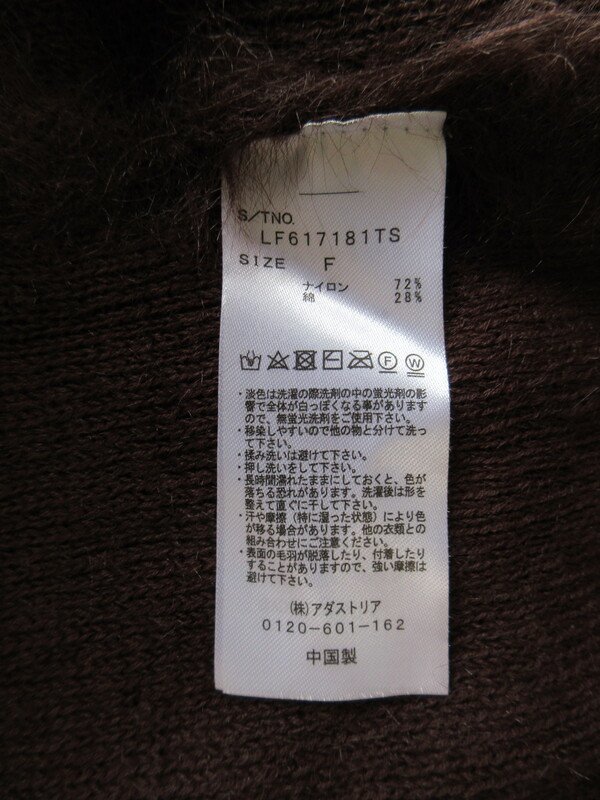 S/TNO.
LF617181TS
SIZE F
ナイロン 72%
綿 28%
F W
・淡色は洗濯の際洗剤の中の蛍光剤の影
響で全体が白っぽくなる事があります
ので、無蛍光洗剤をご使用下さい。
・移染しやすいので他の物と分けて洗っ
て下さい。
・揉み洗いは避けて下さい。
・押し洗いをして下さい。
・長時間濡れたままにしておくと、色が
落ちる恐れがあります。洗濯後は形を
整えて直ぐに干して下さい。
・汗や摩擦（特に湿った状態）により色
が移る場合があります。他の衣類との
組み合わせにご注意ください。
・表面の毛羽が脱落したり、付着したり
することがありますので、強い摩擦は
避けて下さい。
(株)アダストリア
0120-601-162
中国製